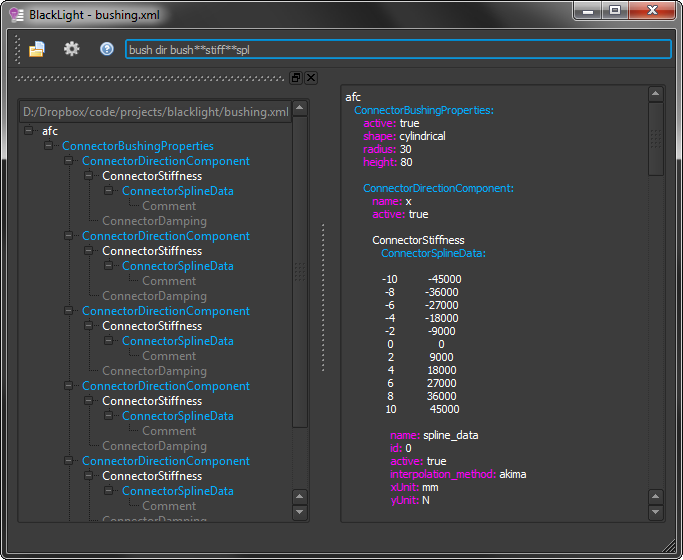 BlackLight - bushing.xml
bush dir bush**stiff**spl
D:/Dropbox/code/projects/blacklight/bushing.xml
afc
ConnectorBushingProperties
ConnectorDirectionComponent
ConnectorStiffness
ConnectorSplineData
Comment
ConnectorDamping
ConnectorDirectionComponent
ConnectorStiffness
ConnectorSplineData
Comment
ConnectorDamping
ConnectorDirectionComponent
ConnectorStiffness
ConnectorSplineData
Comment
ConnectorDamping
ConnectorDirectionComponent
ConnectorStiffness
ConnectorSplineData
Comment
ConnectorDamping
ConnectorDirectionComponent
ConnectorStiffness
ConnectorSplineData
Comment
ConnectorDamping
afc
ConnectorBushingProperties:
active: true
shape: cylindrical
radius: 30
height: 80
ConnectorDirectionComponent:
name: x
active: true
ConnectorStiffness
ConnectorSplineData:
-10 -45000
-8 -36000
-6 -27000
-4 -18000
-2 -9000
0 0
2 9000
4 18000
6 27000
8 36000
10 45000
name: spline_data
id: 0
active: true
interpolation_method: akima
xUnit: mm
yUnit: N